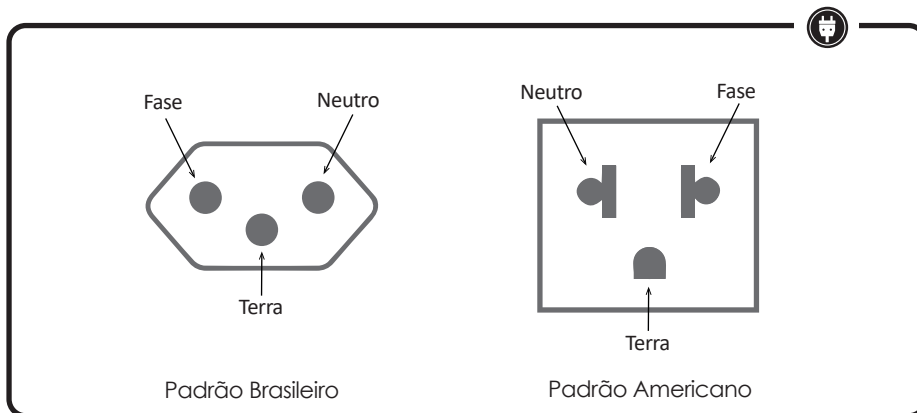 Fase
Neutro
Terra
Padrão Brasileiro
Neutro
Fase
Terra
Padrão Americano